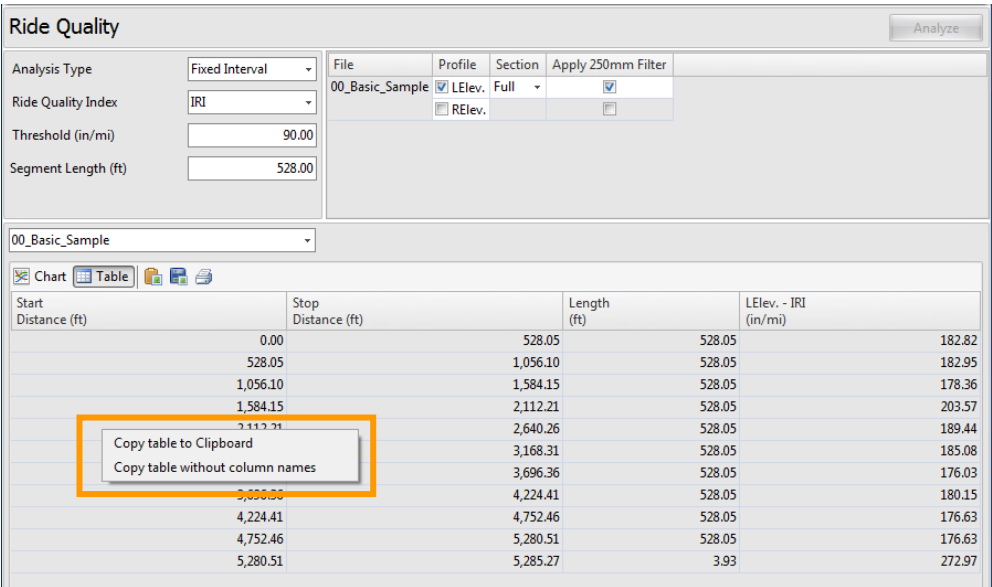 Ride Quality
Analyze
Analysis Type Fixed Interval
Ride Quality Index IRI
Threshold (in/mi) 90.00
Segment Length (ft) 528.00
File Profile Section Apply 250mm Filter
00_Basic_Sample LElev. Full
RElev.
00_Basic_Sample
Chart Table
Start Stop Length LElev. - IRI
Distance (ft) Distance (ft) (ft) (in/mi)
0.00 528.05 528.05 182.82
528.05 1,056.10 528.05 182.95
1,056.10 1,584.15 528.05 178.36
1,584.15 2,112.21 528.05 203.57
2,112.21 2,640.26 528.05 189.44
Copy table to Clipboard
3,168.31 528.05 185.08
Copy table without column names
3,696.36 528.05 176.03
4,224.41 528.05 180.15
4,224.41 4,752.46 528.05 176.63
4,752.46 5,280.51 528.05 176.63
5,280.51 5,285.27 3.93 272.97